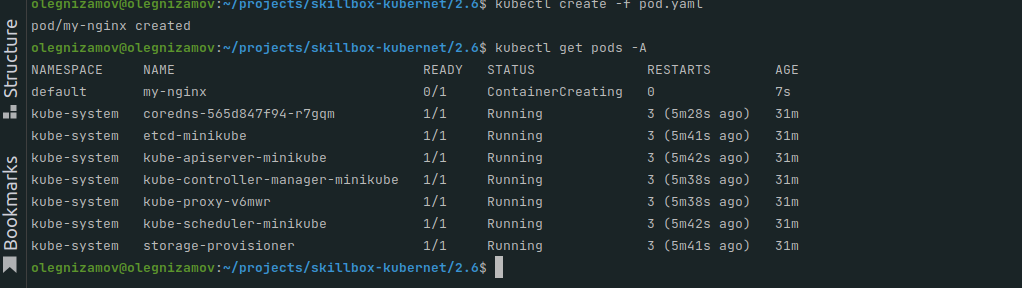 Structure
Bookmarks
olegnizamov@olegnizamov:~/projects/skillbox-kubernet/2.6$ kubectl create -f pod.yaml
pod/my-nginx created
olegnizamov@olegnizamov:~/projects/skillbox-kubernet/2.6$ kubectl get pods -A
NAMESPACE NAME READY STATUS RESTARTS AGE
default my-nginx 0/1 ContainerCreating 0 7s
kube-system coredns-565d847f94-r7gqm 1/1 Running 3 (5m28s ago) 31m
kube-system etcd-minikube 1/1 Running 3 (5m41s ago) 31m
kube-system kube-apiserver-minikube 1/1 Running 3 (5m42s ago) 31m
kube-system kube-controller-manager-minikube 1/1 Running 3 (5m38s ago) 31m
kube-system kube-proxy-v6mwr 1/1 Running 3 (5m38s ago) 31m
kube-system kube-scheduler-minikube 1/1 Running 3 (5m42s ago) 31m
kube-system storage-provisioner 1/1 Running 3 (5m41s ago) 31m
olegnizamov@olegnizamov:~/projects/skillbox-kubernet/2.6$